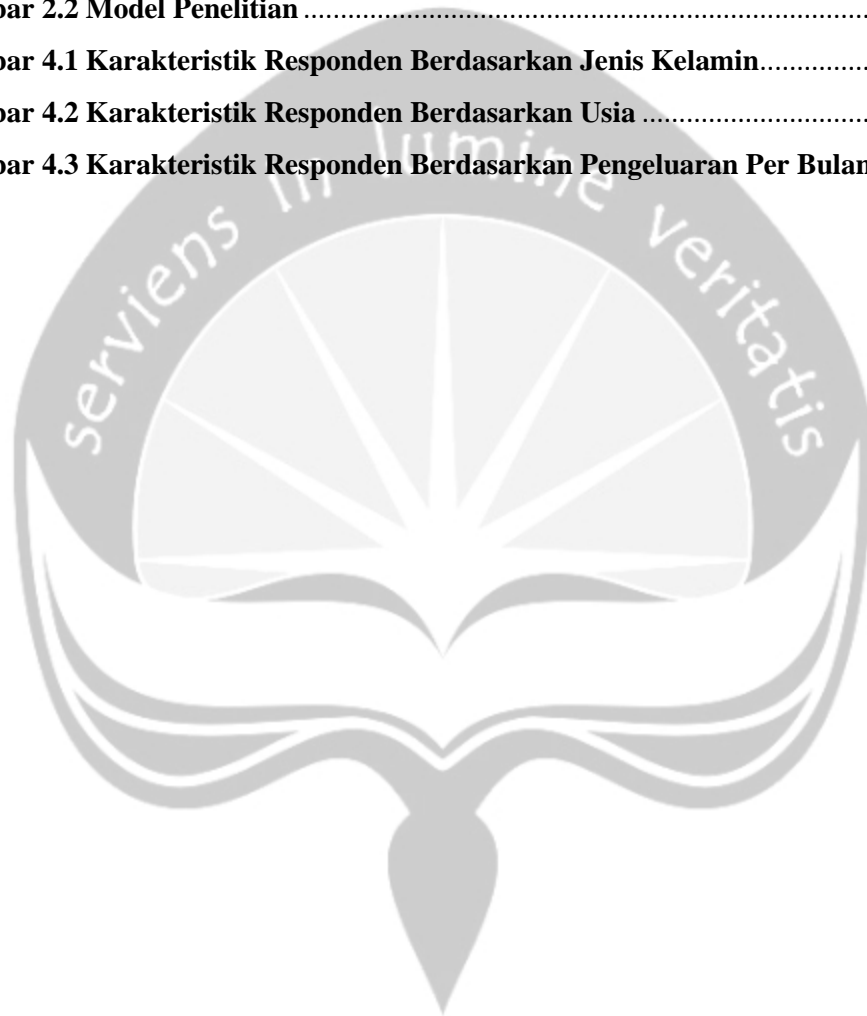 bar 2.2 Model Penelitian ........................................................................................
bar 4.1 Karakteristik Responden Berdasarkan Jenis Kelamin.................
bar 4.2 Karakteristik Responden Berdasarkan Usia ....................................
bar 4.3 Karakteristik Responden Berdasarkan Pengeluaran Per Bulan
serviens in lumine veritatis